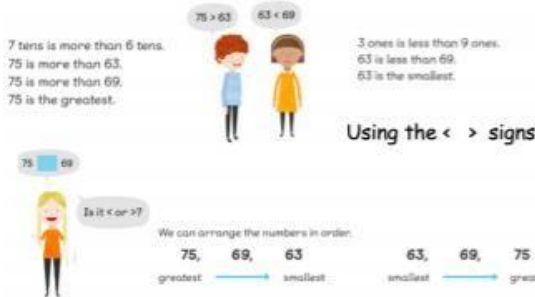 75 > 63
63 < 69
7 tens is more than 6 tens.
75 is more than 63.
75 is more than 69.
75 is the greatest.
3 ones is less than 9 ones.
63 is less than 69.
63 is the smallest.
Using the < > signs
75 69
Is it < or >?
We can arrange the numbers in order.
75, 69, 63
greatest smallest
63, 69, 75
smallest grea